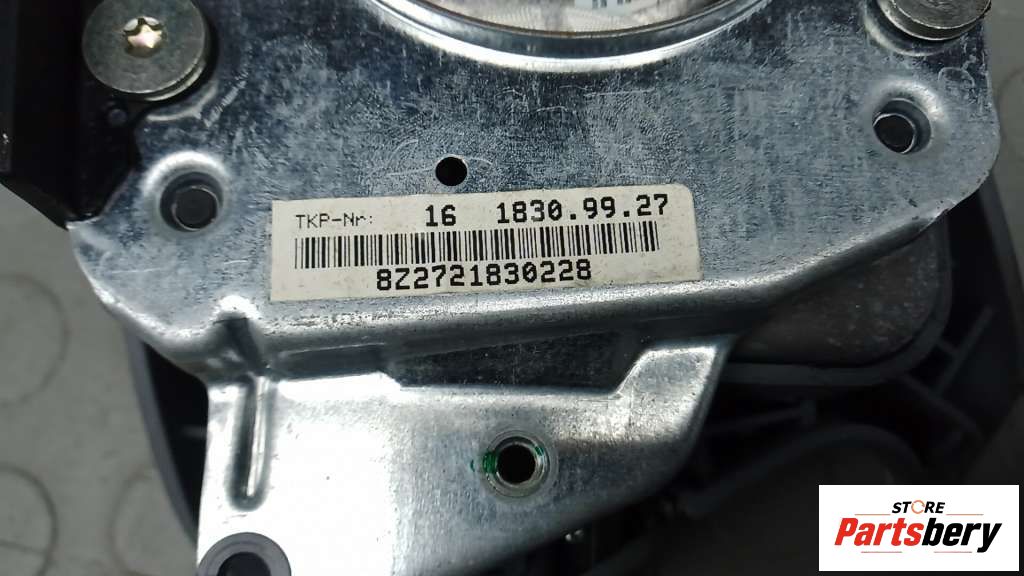 TKP-Nr: 16 1830.99.27
8Z2721830228
STORE
Partsbery